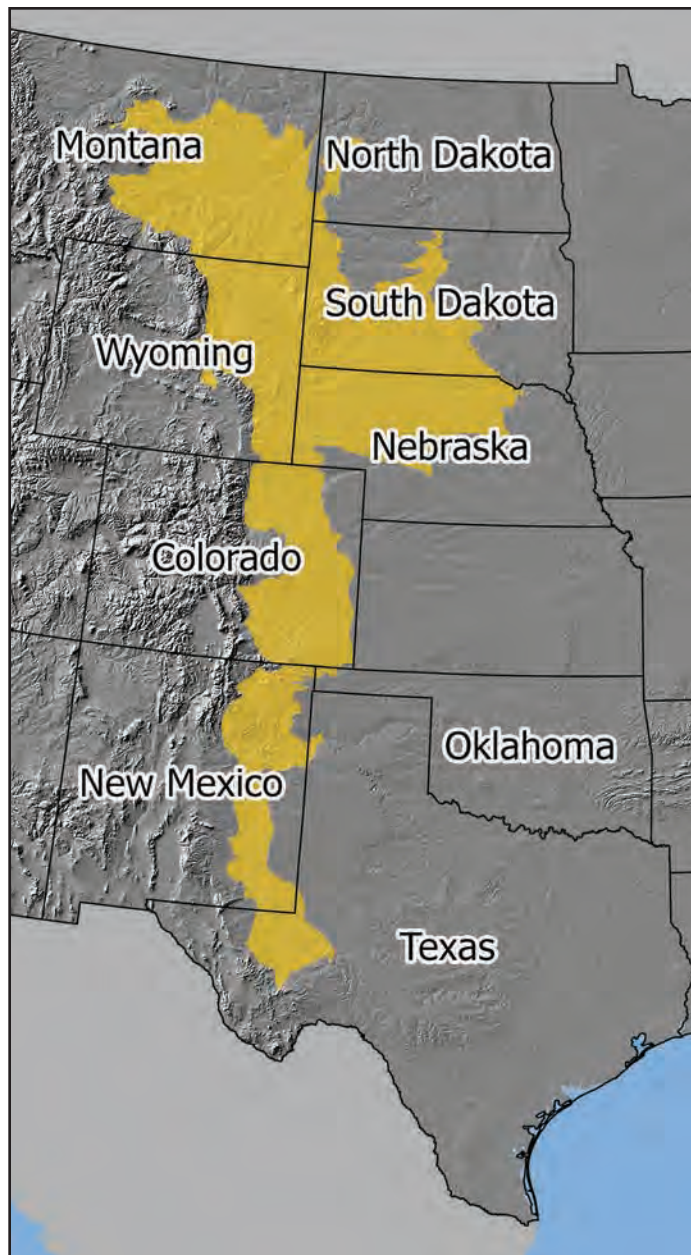 Montana
North Dakota
South Dakota
Wyoming
Nebraska
Colorado
Oklahoma
New Mexico
Texas